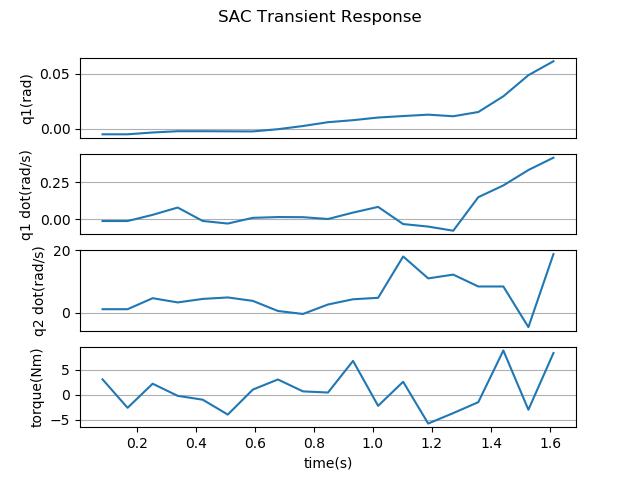 SAC Transient Response
q1(rad)
0.05
0.00
q1 dot(rad/s)
0.25
0.00
q2 dot(rad/s)
20
0
torque(Nm)
5
0
−5
0.2 0.4 0.6 0.8 1.0 1.2 1.4 1.6
time(s)